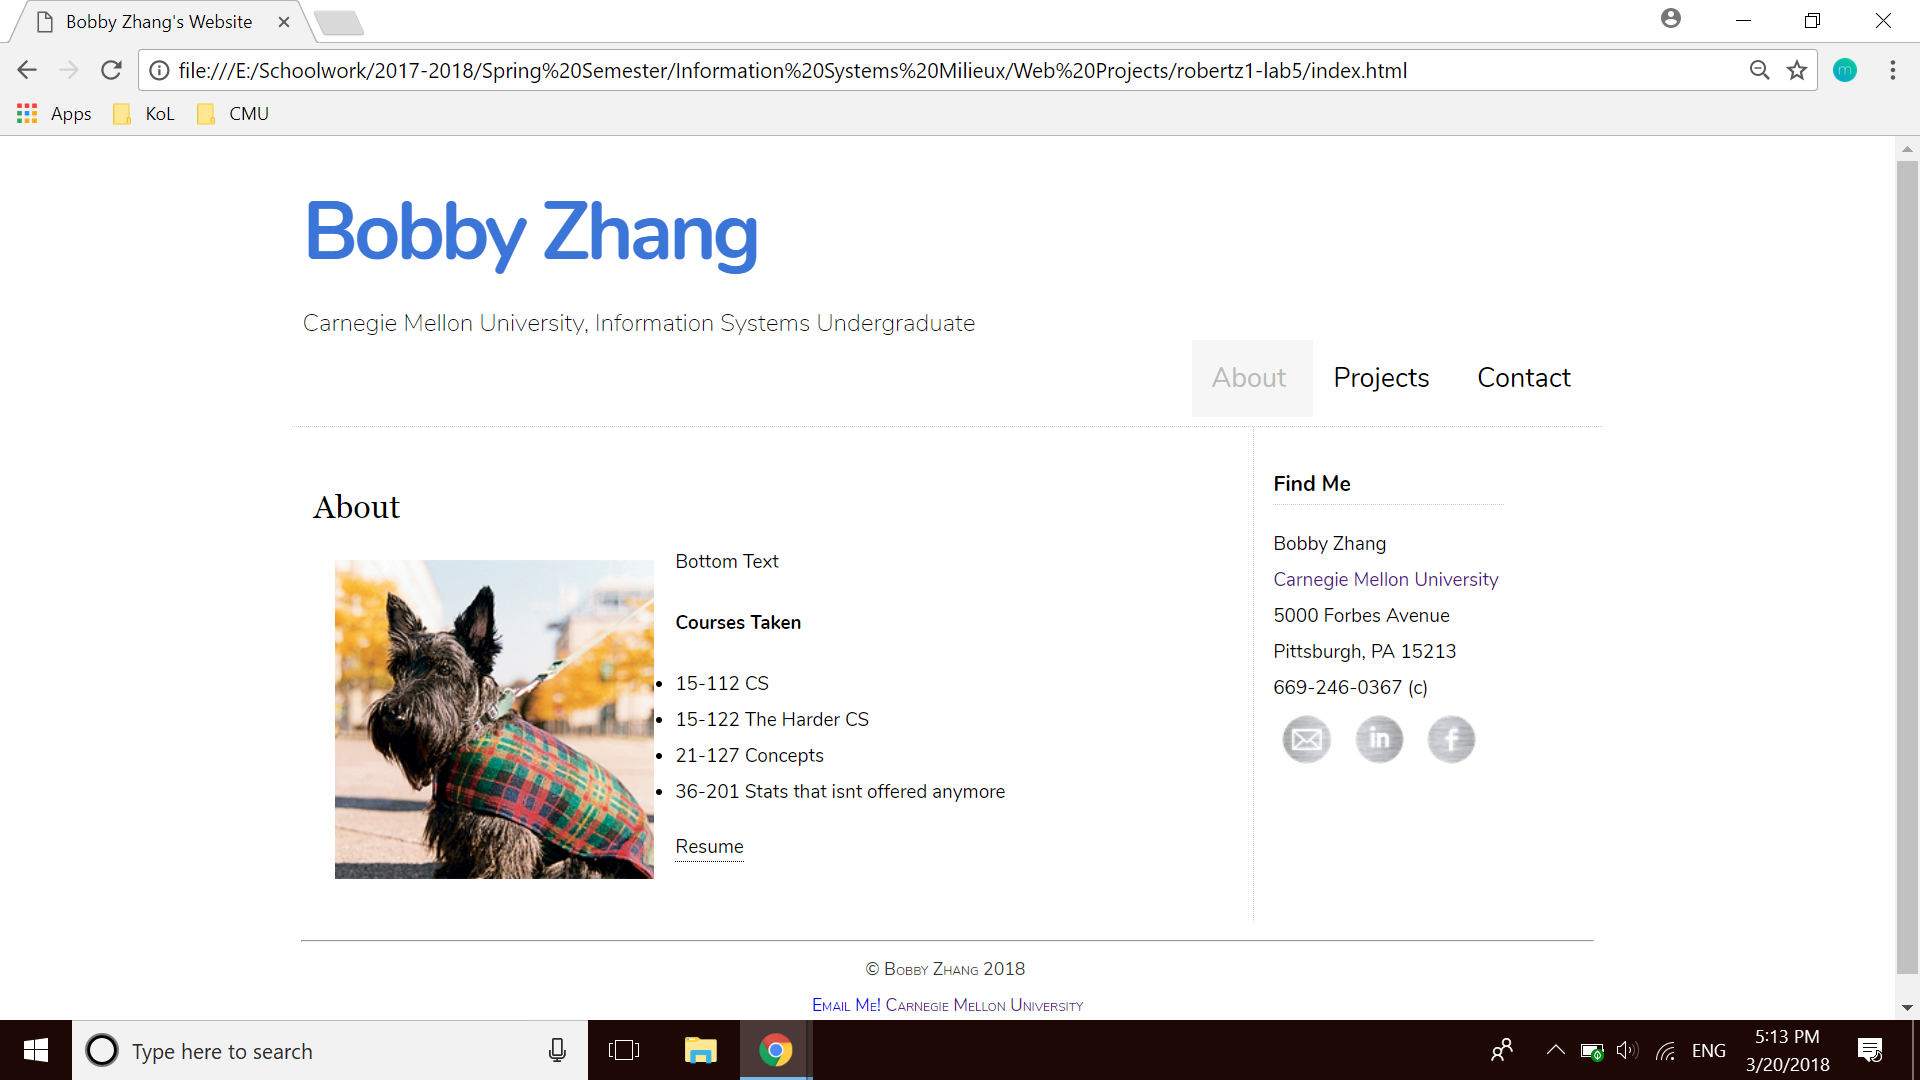 Bobby Zhang's Website
file:///E:/Schoolwork/2017-2018/Spring%20Semester/Information%20Systems%20Milieux/Web%20Projects/robertz1-lab5/index.html
m
Apps KoL CMU
Bobby Zhang
Carnegie Mellon University, Information Systems Undergraduate
About Projects Contact
About
Bottom Text
Courses Taken
• 15-112 CS
• 15-122 The Harder CS
• 21-127 Concepts
• 36-201 Stats that isnt offered anymore
Resume
Find Me
Bobby Zhang
Carnegie Mellon University
5000 Forbes Avenue
Pittsburgh, PA 15213
669-246-0367 (c)
in f
© Bobby Zhang 2018
Email Me! Carnegie Mellon University
Type here to search
ENG
5:13 PM
3/20/2018